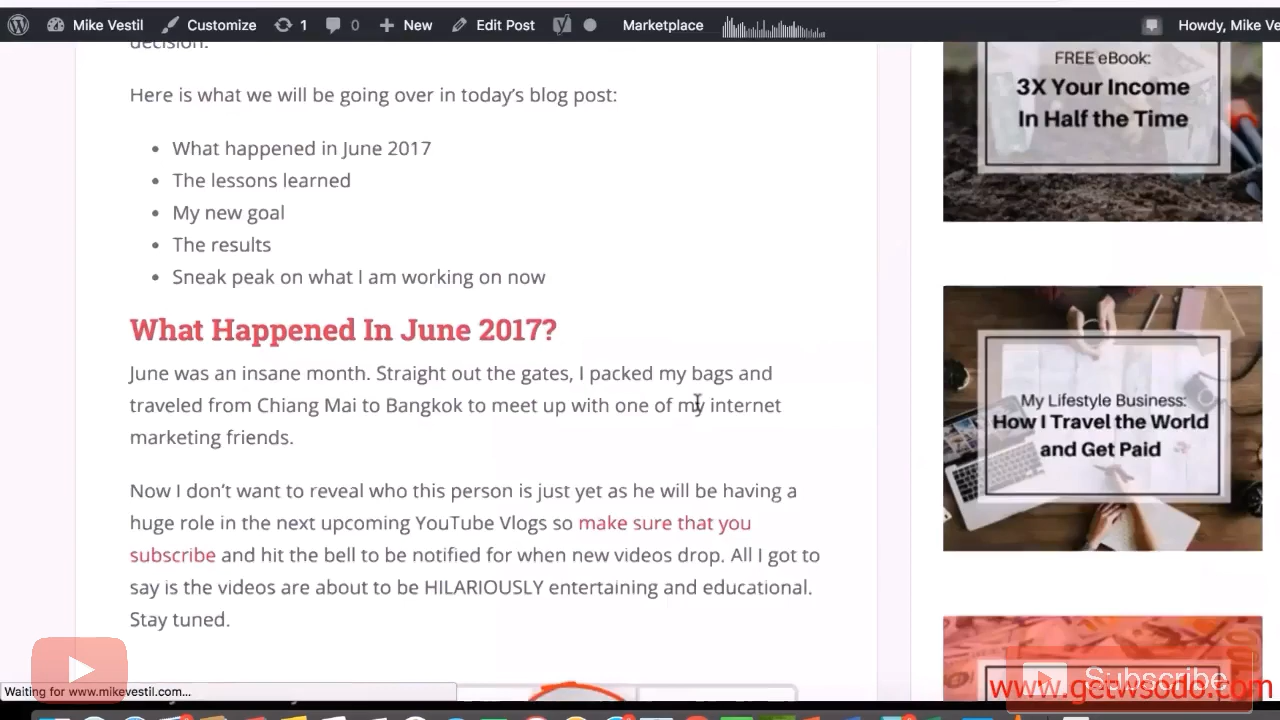 Mike Vestil
Customize
1
0
New
Edit Post
Marketplace
Howdy, Mike Ve
decision.
Here is what we will be going over in today's blog post:
What happened in June 2017
The lessons learned
My new goal
The results
Sneak peak on what I am working on now
What Happened In June 2017?
June was an insane month. Straight out the gates, I packed my bags and
traveled from Chiang Mai to Bangkok to meet up with one of my internet
marketing friends.
Now I don't want to reveal who this person is just yet as he will be having a
huge role in the next upcoming YouTube Vlogs so make sure that you
subscribe and hit the bell to be notified for when new videos drop. All I got to
say is the videos are about to be HILARIOUSLY entertaining and educational.
Stay tuned.
FREE eBook:
3X Your Income
In Half the Time
My Lifestyle Business:
How I Travel the World
and Get Paid
Subscribe
www.getwsodo.com
Waiting for www.mikevestil.com...